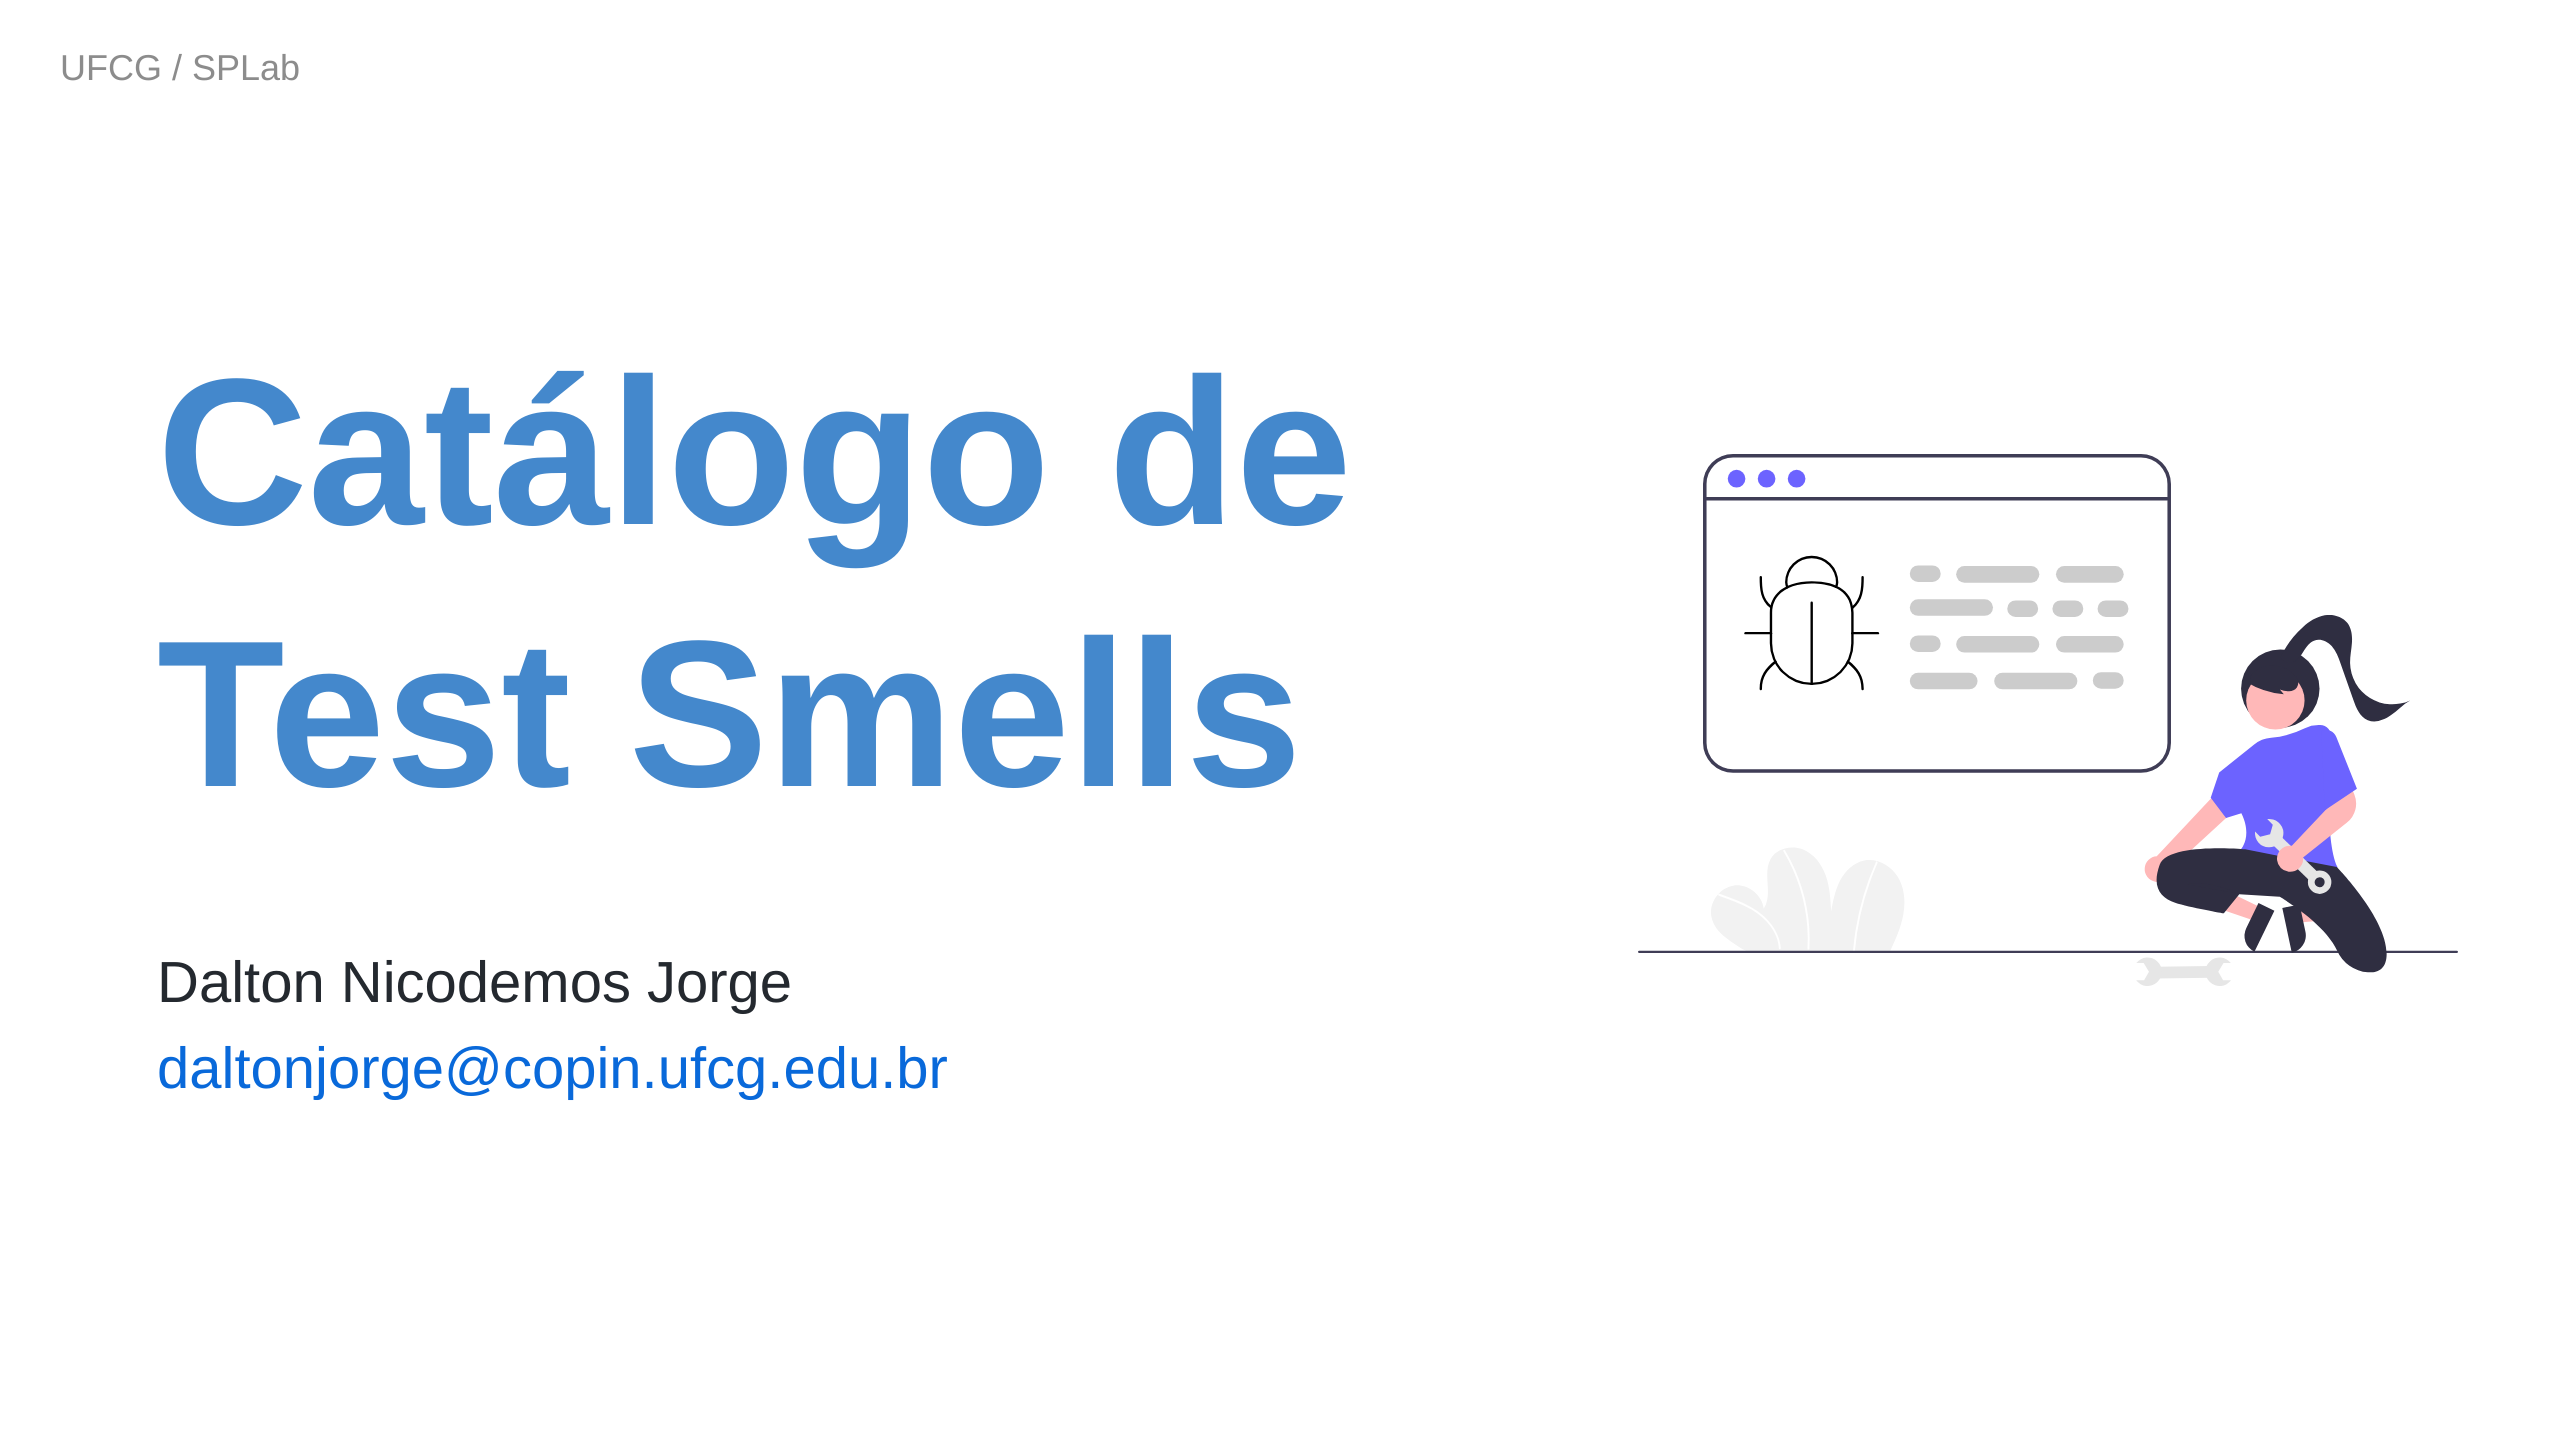 UFCG / SPLab
Catálogo de
Test Smells
Dalton Nicodemos Jorge
daltonjorge@copin.ufcg.edu.br